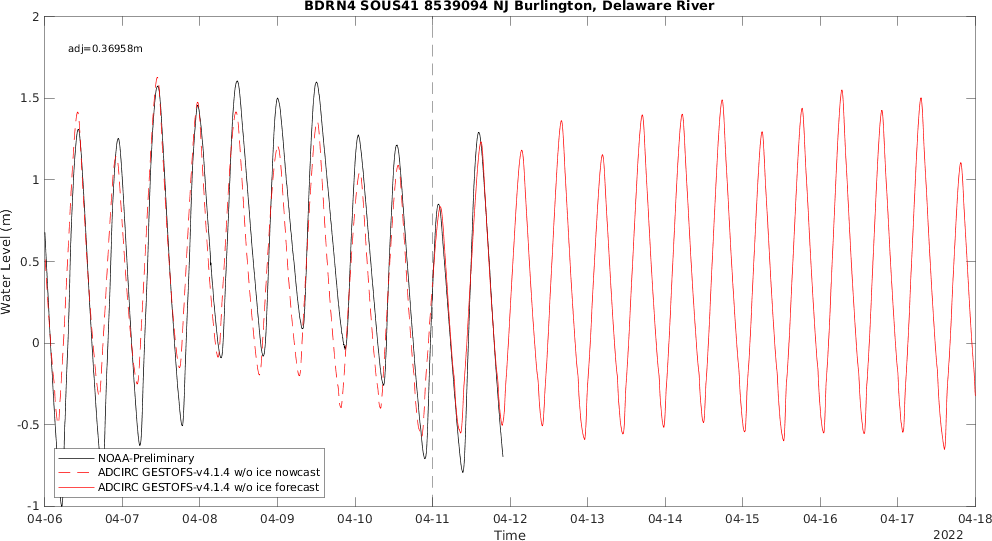 BDRN4 SOUS41 8539094 NJ Burlington, Delaware River
adj=0.36958m
Water Level (m)
2
1.5
1
0.5
0
-0.5
-1
NOAA-Preliminary
ADCIRC GESTOFS-v4.1.4 w/o ice nowcast
ADCIRC GESTOFS-v4.1.4 w/o ice forecast
04-06 04-07 04-08 04-09 04-10 04-11 04-12 04-13 04-14 04-15 04-16 04-17 04-18
Time
2022